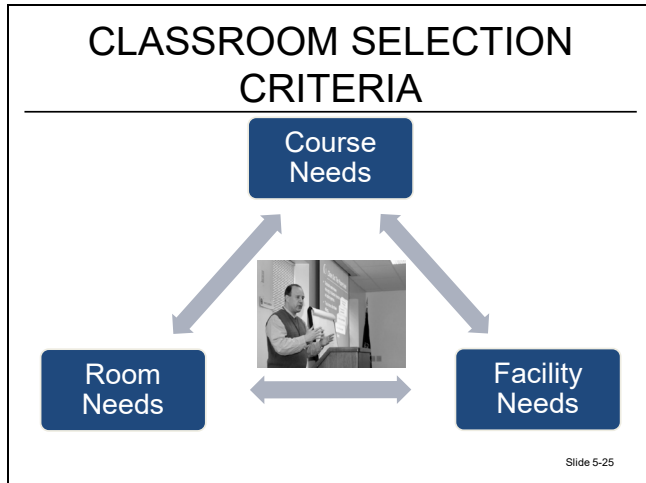 CLASSROOM SELECTION
CRITERIA
Course
Needs
Room
Needs
Facility
Needs
Slide 5-25